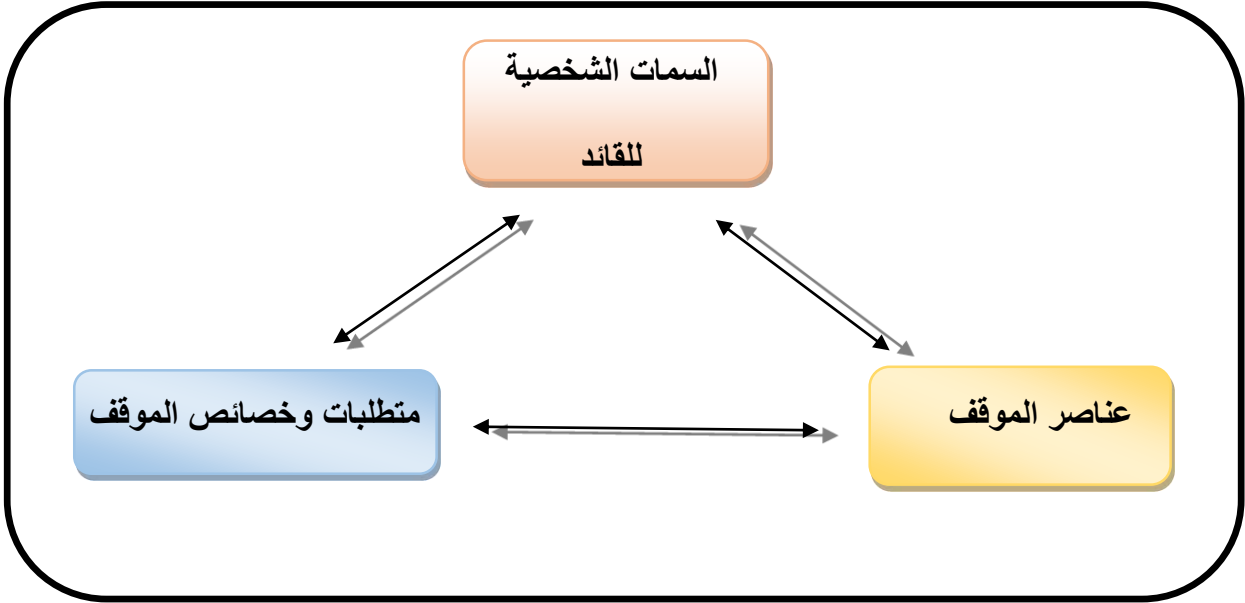 السمات الشخصية
للقائد
عناصر الموقف
متطلبات وخصائص الموقف